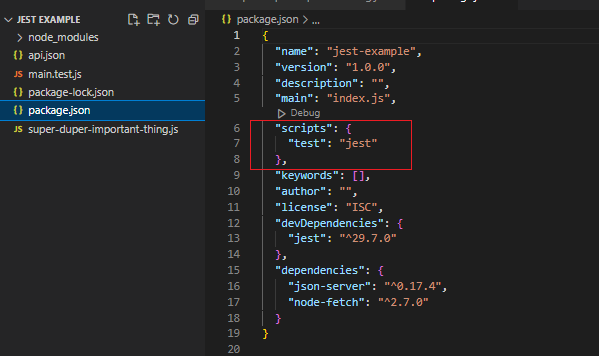 JEST EXAMPLE
node_modules
{} api.json
JS main.test.js
{} package-lock.json
{} package.json
JS super-duper-important-thing.js
{} package.json > ...
1 {
2 "name": "jest-example",
3 "version": "1.0.0",
4 "description": "",
5 "main": "index.js",
Debug
6 "scripts": {
7 "test": "jest"
8 },
9 "keywords": [],
10 "author": "",
11 "license": "ISC",
12 "devDependencies": {
13 "jest": "^29.7.0"
14 },
15 "dependencies": {
16 "json-server": "^0.17.4",
17 "node-fetch": "^2.7.0"
18 }
19 }
20